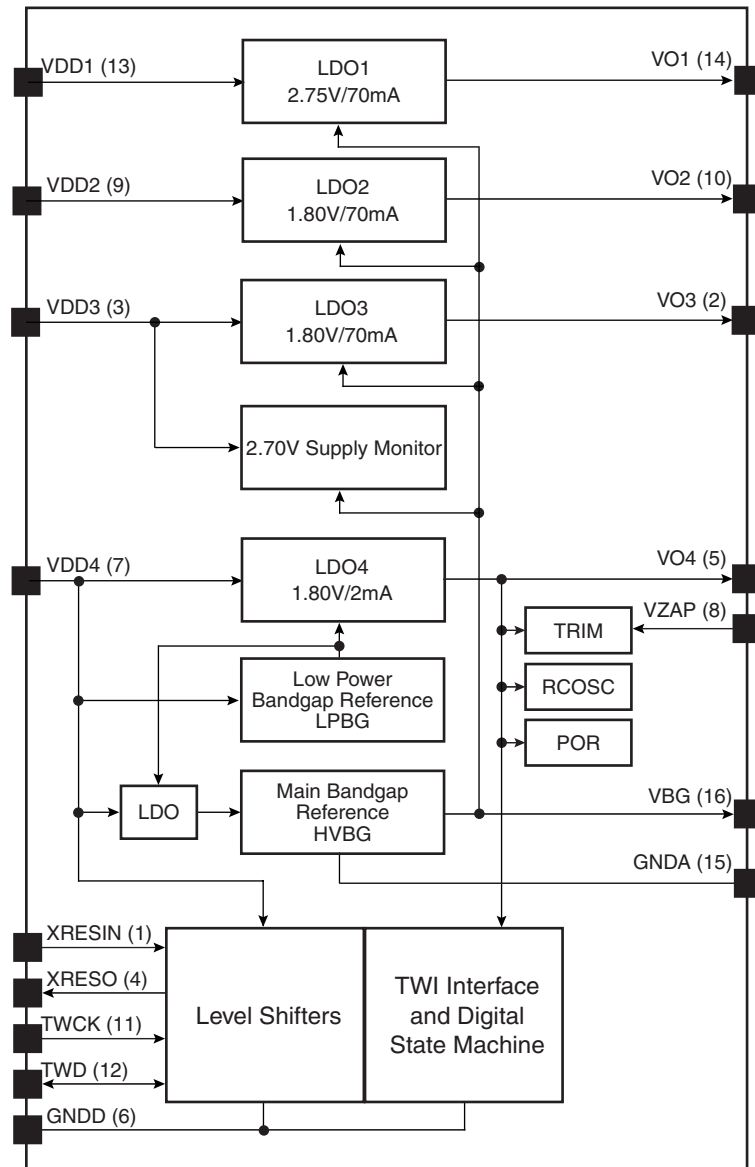 VDD1 (13)
LDO1
2.75V/70mA
VO1 (14)
VDD2 (9)
LDO2
1.80V/70mA
VO2 (10)
VDD3 (3)
LDO3
1.80V/70mA
VO3 (2)
2.70V Supply Monitor
VDD4 (7)
LDO4
1.80V/2mA
VO4 (5)
VZAP (8)
TRIM
Low Power
Bandgap Reference
LPBG
RCOSC
POR
LDO
Main Bandgap
Reference
HVBG
VBG (16)
GNDA (15)
XRESIN (1)
XRESO (4)
TWCK (11)
TWD (12)
GNDD (6)
Level Shifters
TWI Interface
and Digital
State Machine